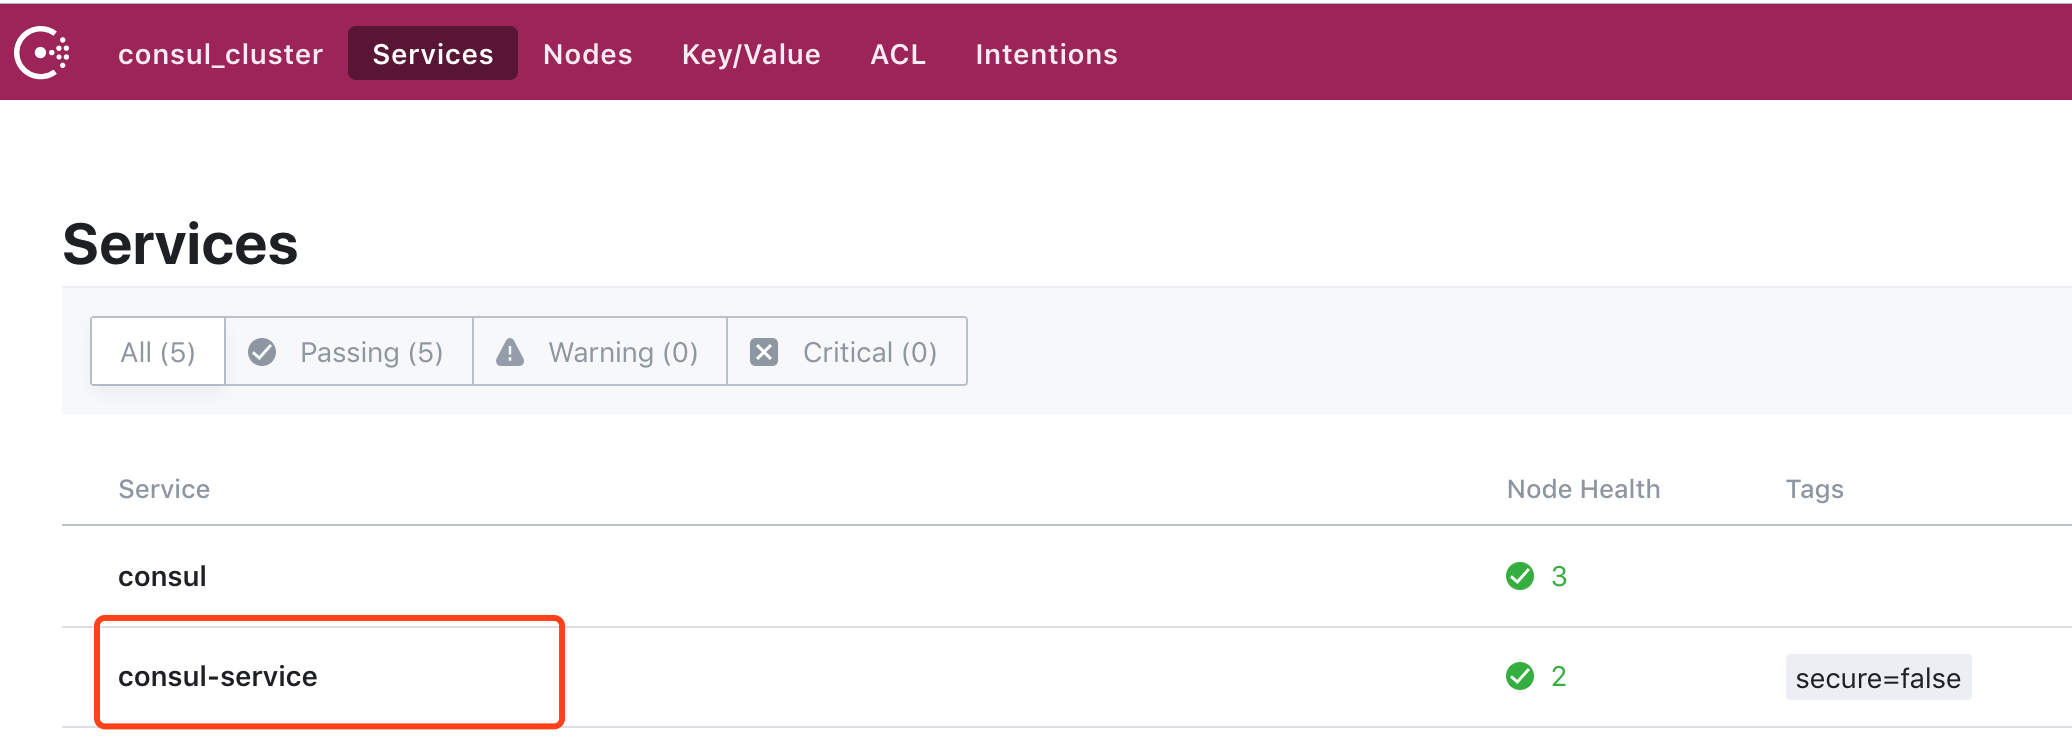 consul_cluster Services Nodes Key/Value ACL Intentions
Services
All (5) Passing (5) Warning (0) Critical (0)
Service Node Health Tags
consul 3
consul-service 2 secure=false